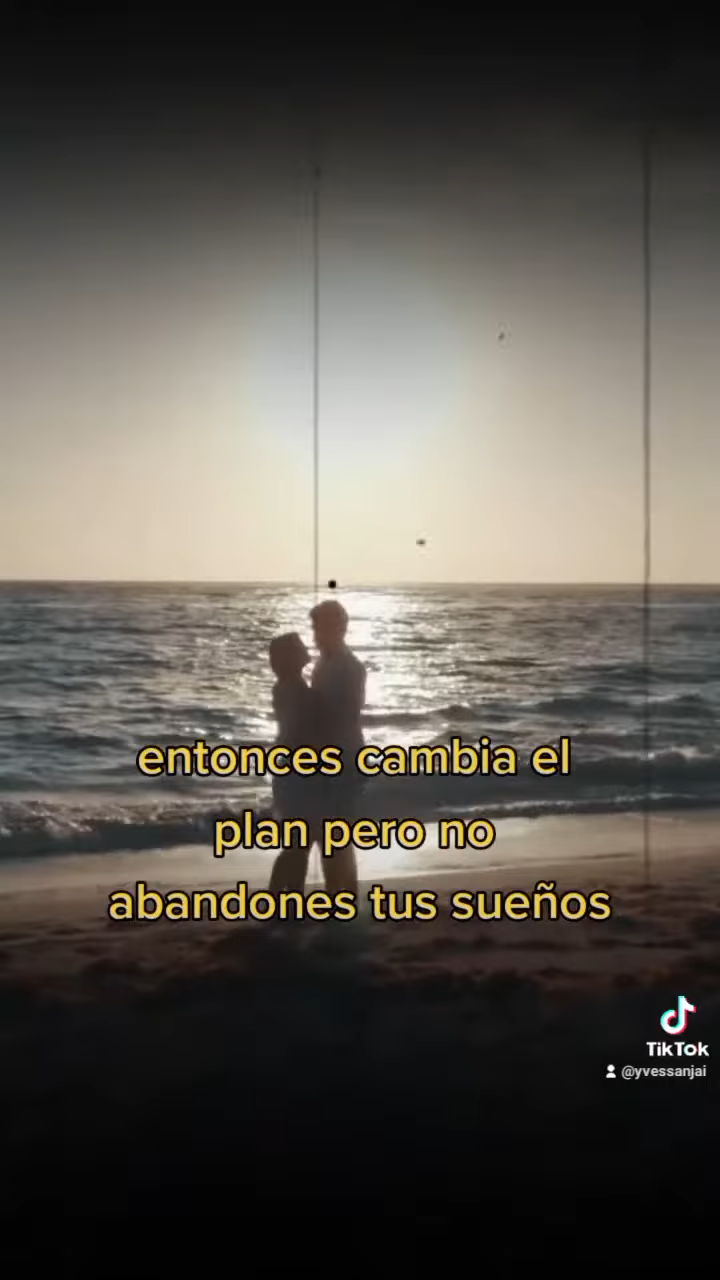 entonces cambia el
plan pero no
abandones tus sueños
TikTok
@yvessanjai